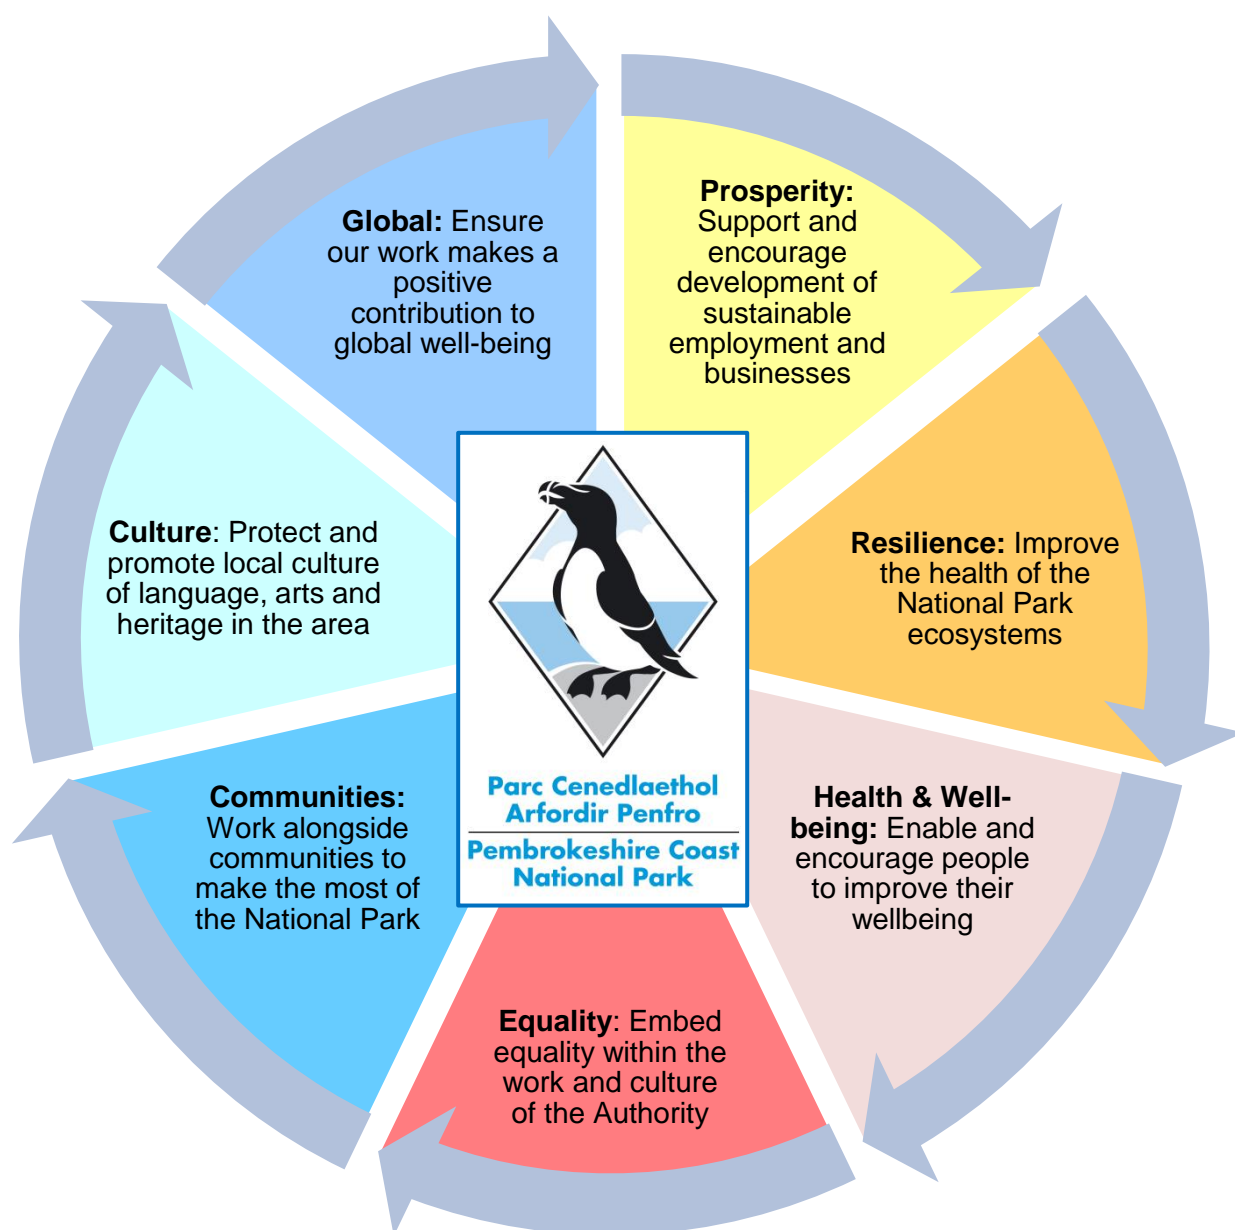 Prosperity:
Support and
encourage
development of
sustainable
employment and
businesses
Resilience: Improve
the health of the
National Park
ecosystems
Health & Well-
being: Enable and
encourage people
to improve their
wellbeing
Equality: Embed
equality within the
work and culture
of the Authority
Communities:
Work alongside
communities to
make the most of
the National Park
Culture: Protect and
promote local culture
of language, arts and
heritage in the area
Global: Ensure
our work makes a
positive
contribution to
global well-being
Parc Cenedlaethol
Arfordir Penfro
Pembrokeshire Coast
National Park